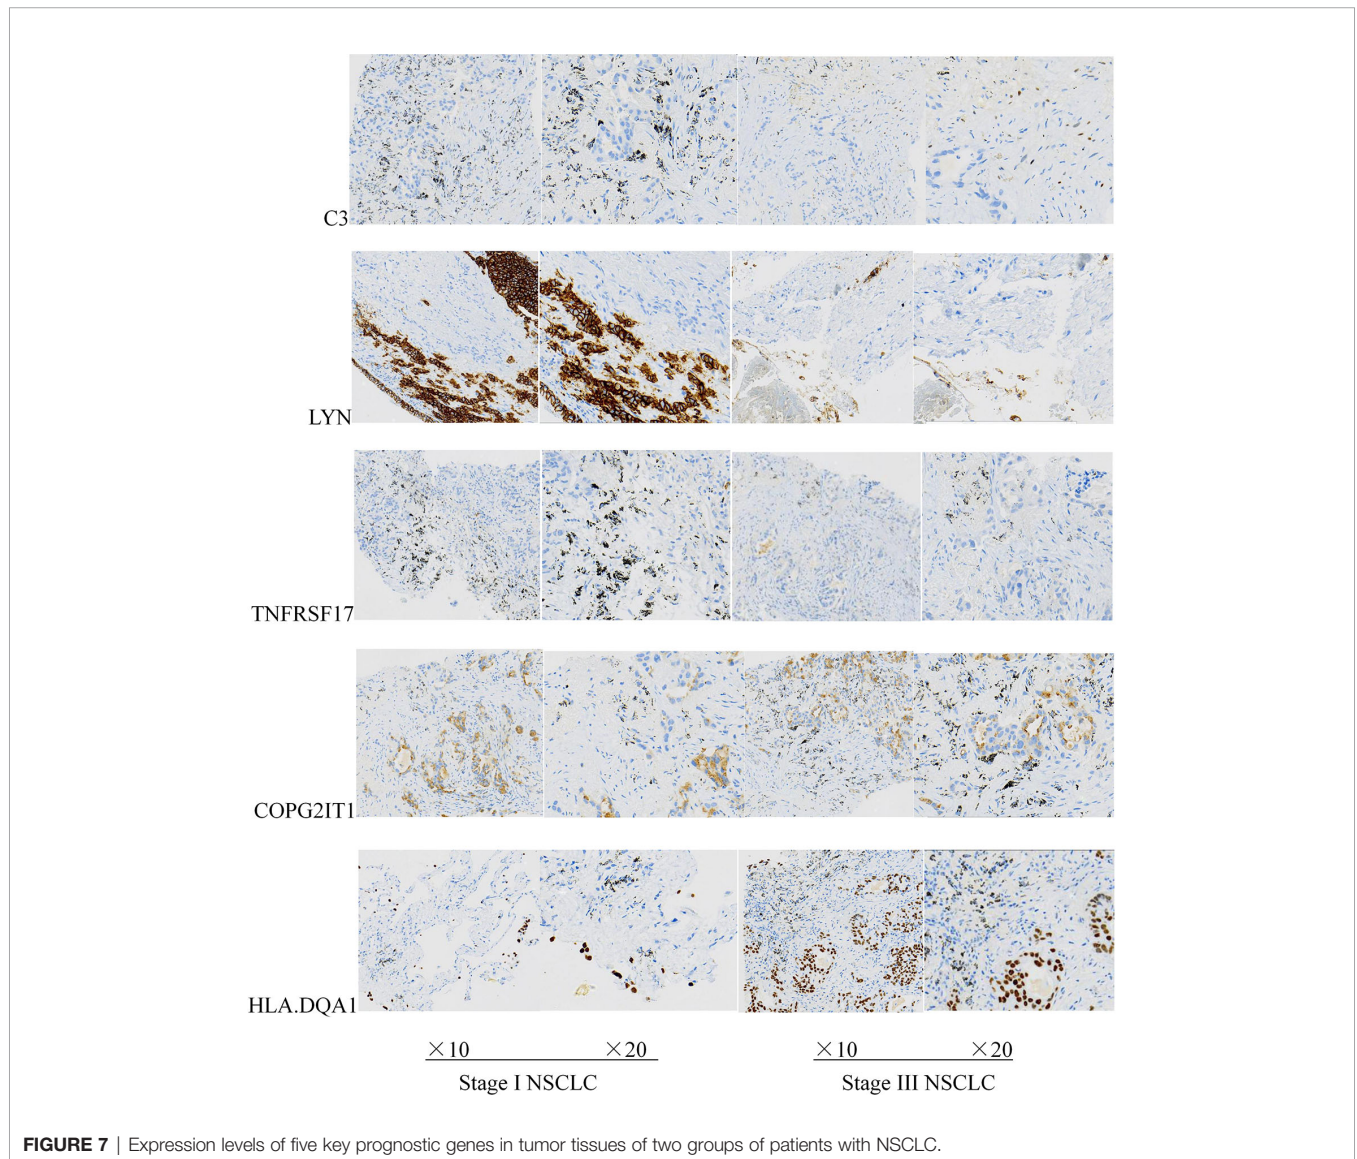 C3
LYN
TNFRSF17
COPG2IT1
HLA.DQA1
×10 ×20 ×10 ×20
Stage I NSCLC Stage III NSCLC
FIGURE 7 | Expression levels of five key prognostic genes in tumor tissues of two groups of patients with NSCLC.